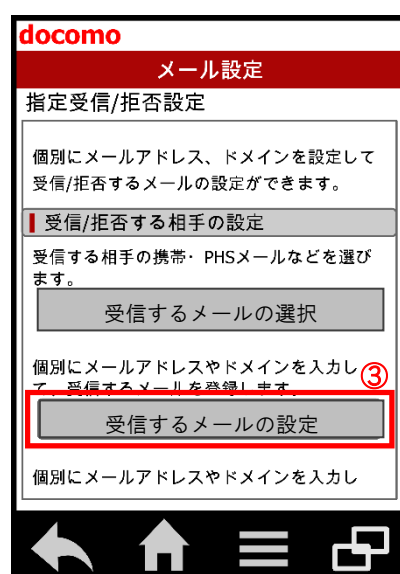 docomo
メール設定
指定受信/拒否設定
個別にメールアドレス、ドメインを設定して
受信/拒否するメールの設定ができます。
受信/拒否する相手の設定
受信する相手の携帯・PHSメールなどを選び
ます。
受信するメールの選択
個別にメールアドレスやドメインを入力し
て、受信するメールを登録します。
③
受信するメールの設定
個別にメールアドレスやドメインを入力し